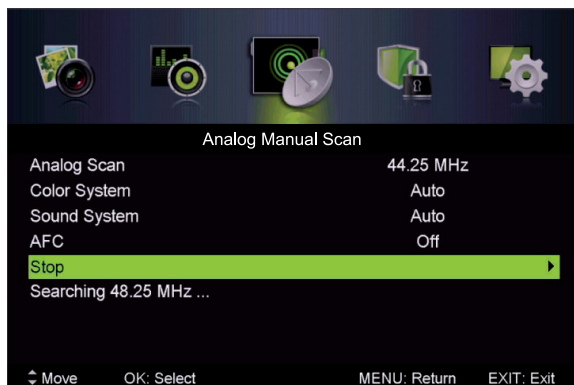 Analog Manual Scan
Analog Scan 44.25 MHz
Color System Auto
Sound System Auto
AFC Off
Stop
Searching 48.25 MHz ...
Move OK: Select MENU: Return EXIT: Exit